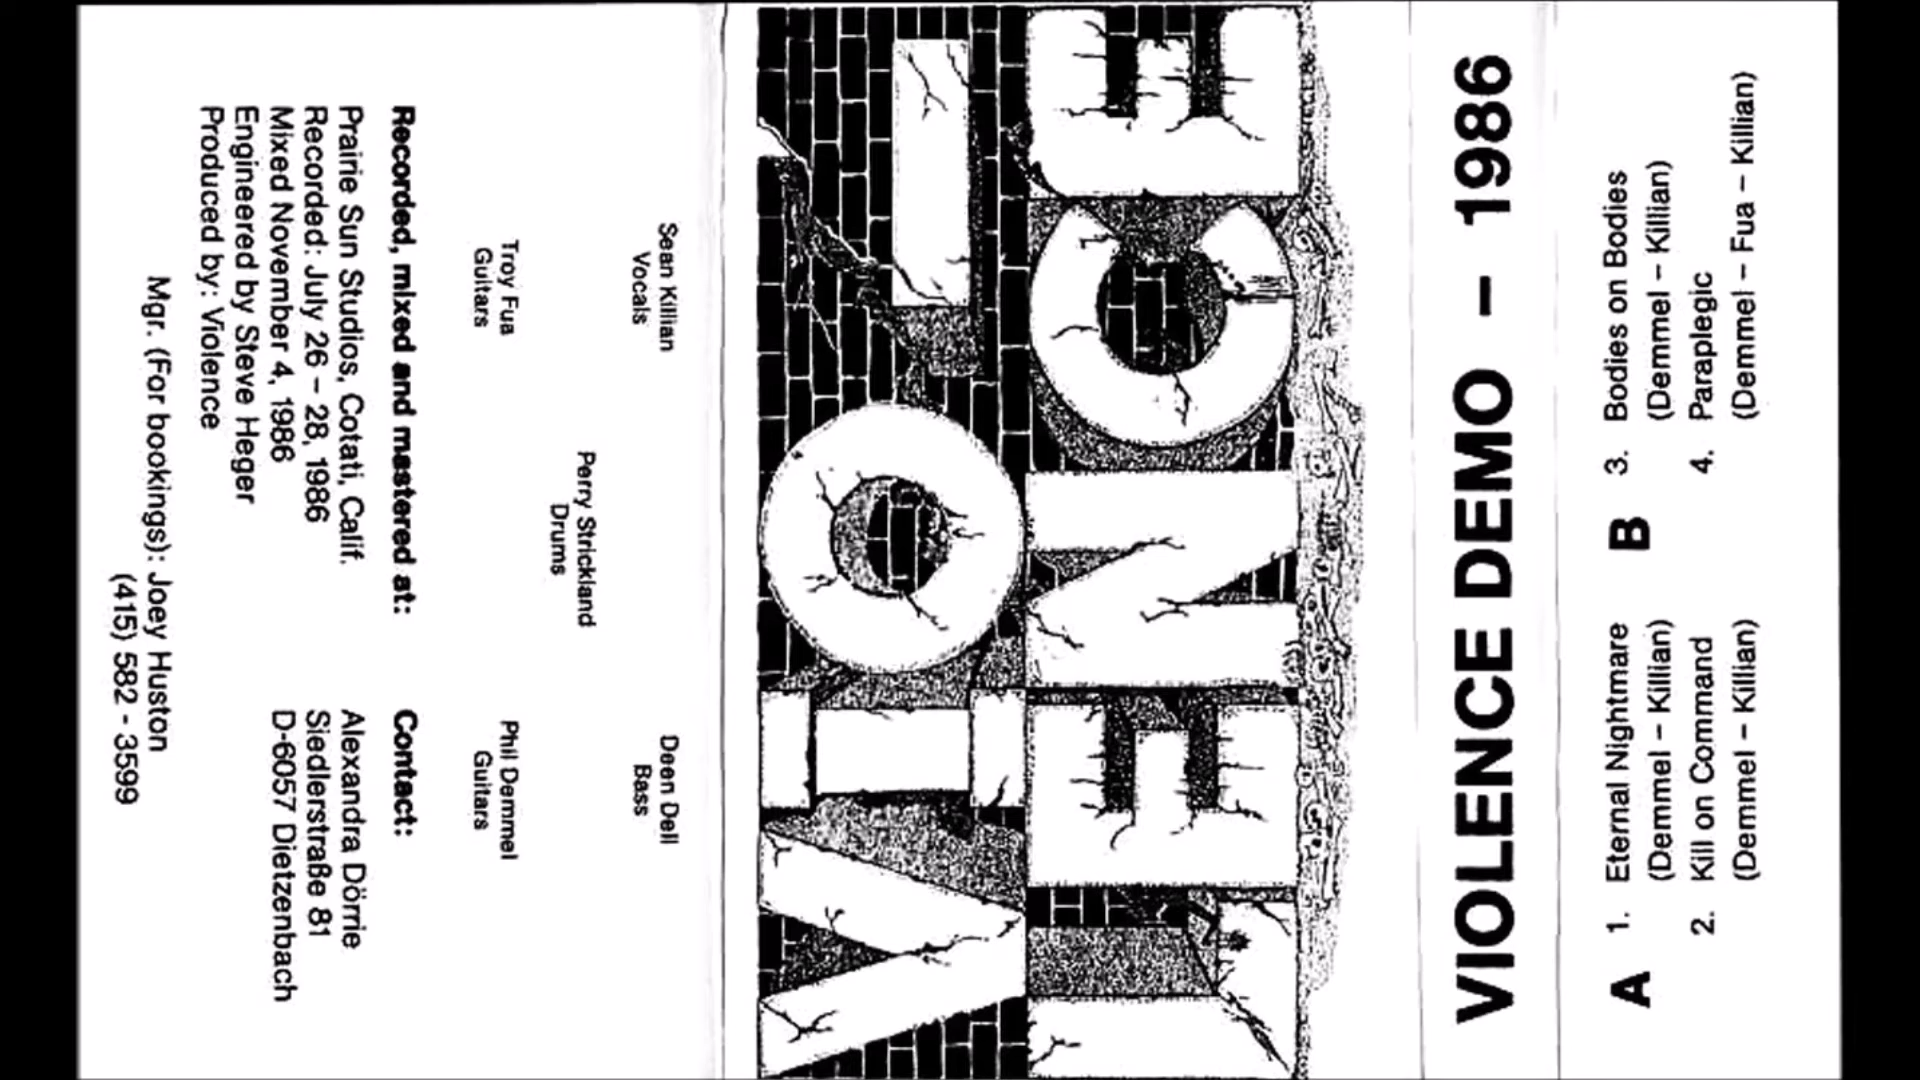 Sean Killian
Vocals
Deen Dell
Bass
Perry Strickland
Drums
Troy Fua
Guitars
Phil Demmel
Guitars
Recorded, mixed and mastered at:
Prairie Sun Studios, Cotati, Calif.
Recorded: July 26 – 28, 1986
Mixed November 4, 1986
Engineered by Steve Heger
Produced by: Violence
Contact:
Alexandra Dörrie
Siedlerstraße 81
D-6057 Dietzenbach
Mgr. (For bookings): Joey Huston
(415) 582 - 3599
VIOL
ENCE
VIOLENCE DEMO – 1986
A 1. Eternal Nightmare
(Demmel – Killian)
2. Kill on Command
(Demmel – Killian)
B 3. Bodies on Bodies
(Demmel – Killian)
4. Paraplegic
(Demmel – Fua – Killian)